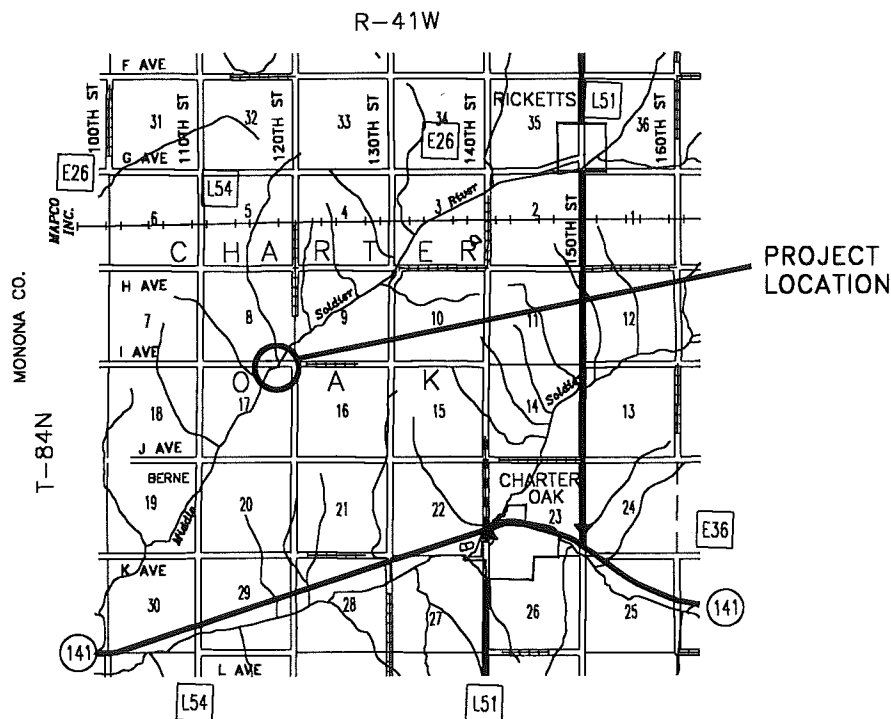 R-41W
F AVE
RICKETTS
L51
100TH ST
31
110TH ST
32
120TH ST
33
130TH ST
34
140TH ST
35
36
160TH ST
E26
E26
G AVE
L54
MAPCO INC.
6
5
4
3
River
2
150TH ST
1
C H A R T E R
PROJECT
LOCATION
H AVE
MONONA CO.
7
8
Soldier
9
10
11
12
I AVE
O A K
T-84N
18
17
16
15
14
Soldier
13
J AVE
BERNE
CHARTER
OAK
19
20
21
22
23
24
Middle
E36
K AVE
30
29
28
27
26
25
141
141
L AVE
L54
L51